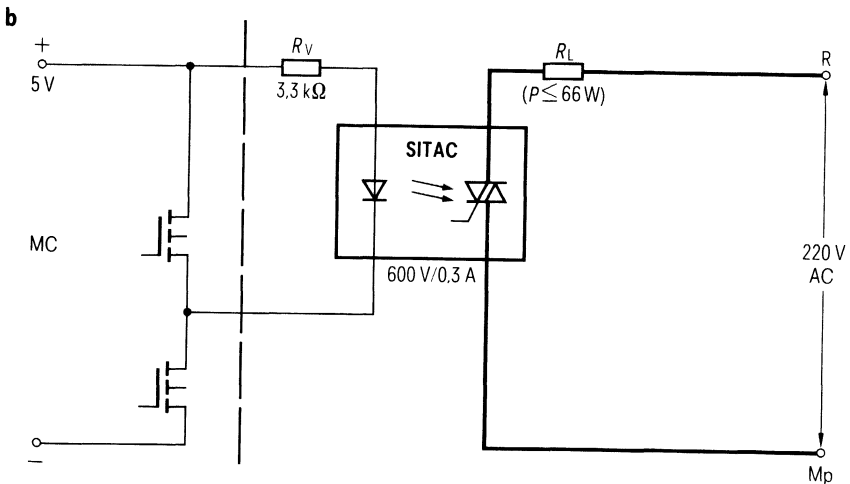 b
+
5 V
R_V
3,3 kΩ
R_L
(P ≤ 66 W)
R
SITAC
MC
600 V/0,3 A
220 V
AC
–
Mp